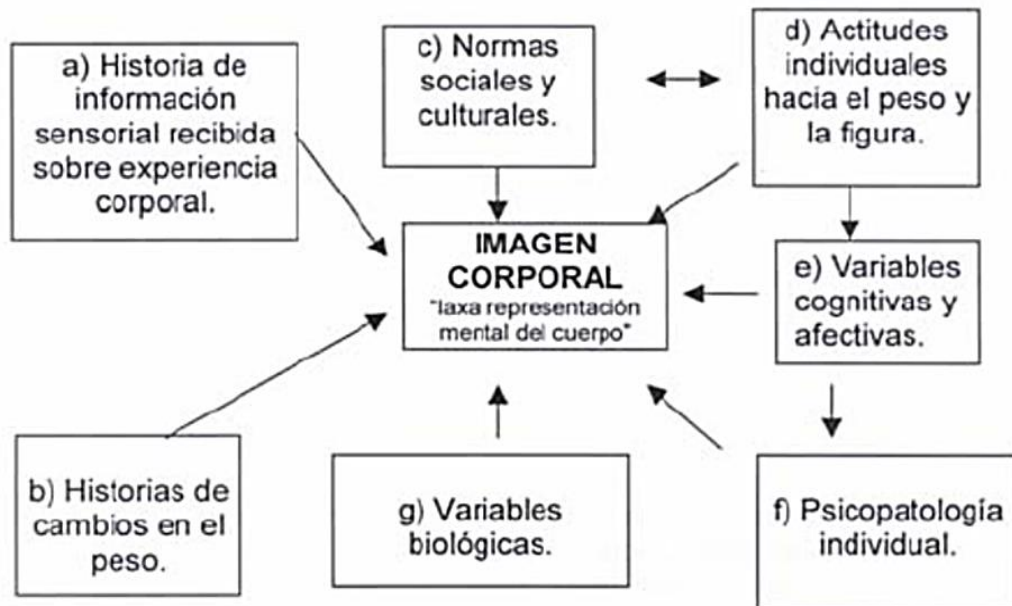 a) Historia de
información
sensorial recibida
sobre experiencia
corporal.
c) Normas
sociales y
culturales.
d) Actitudes
individuales
hacia el peso y
la figura.
IMAGEN
CORPORAL
"laxa representación
mental del cuerpo"
e) Variables
cognitivas y
afectivas.
b) Historias de
cambios en el
peso.
g) Variables
biológicas.
f) Psicopatología
individual.